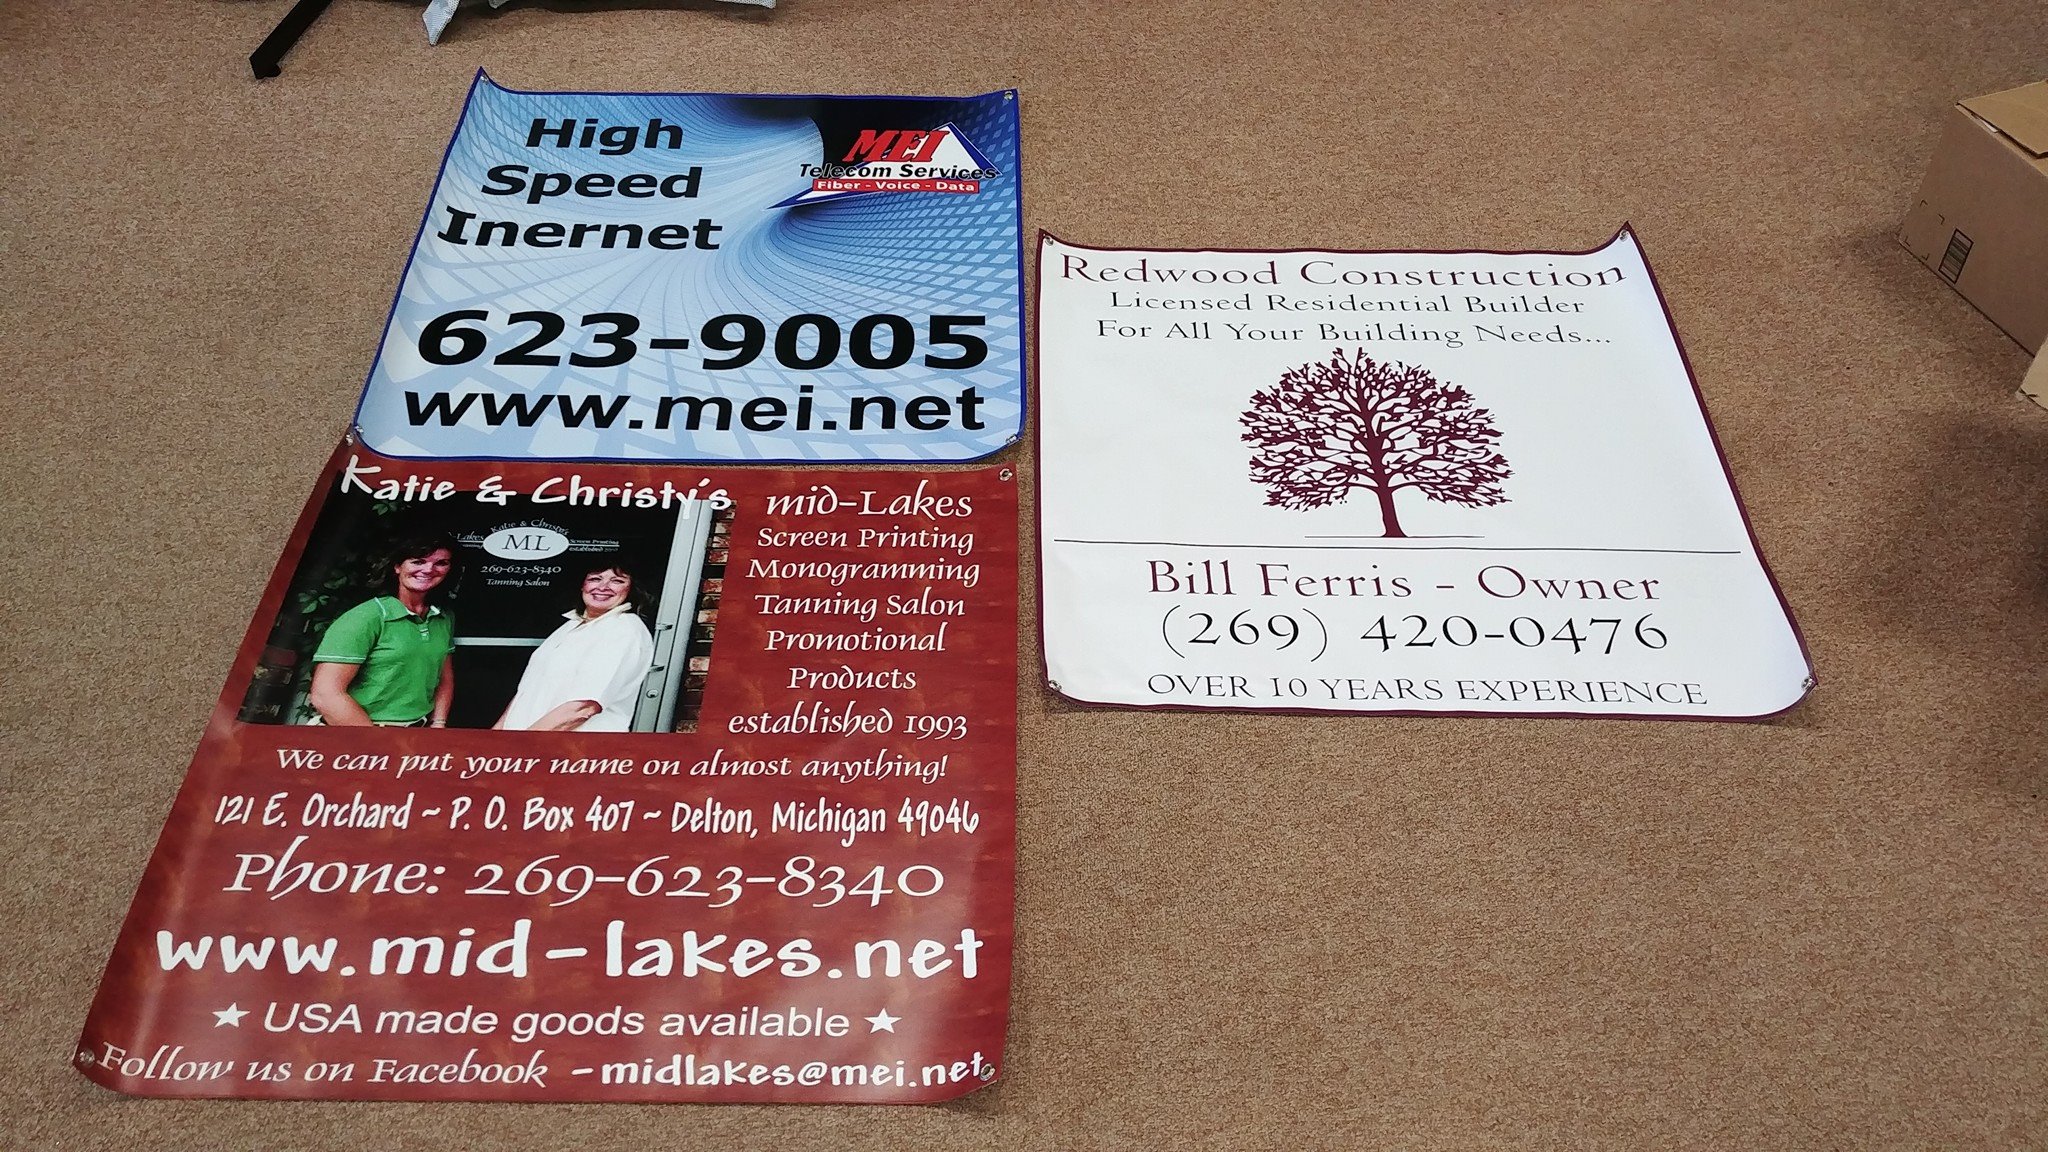 High
Speed
Inernet
MEI
Telecom Services
Fiber - Voice - Data
623-9005
www.mei.net
Katie & Christy's
mid-Lakes
Screen Printing
Monogramming
Tanning Salon
Promotional
Products
established 1993
Katie & Christy's
ML
Screen Printing
269-623-8340
Tanning Salon
We can put your name on almost anything!
121 E. Orchard ~ P. O. Box 407 ~ Delton, Michigan 49046
Phone: 269-623-8340
www.mid-lakes.net
★ USA made goods available ★
Follow us on Facebook - midlakes@mei.net
Redwood Construction
Licensed Residential Builder
For All Your Building Needs...
Bill Ferris - Owner
(269) 420-0476
OVER 10 YEARS EXPERIENCE